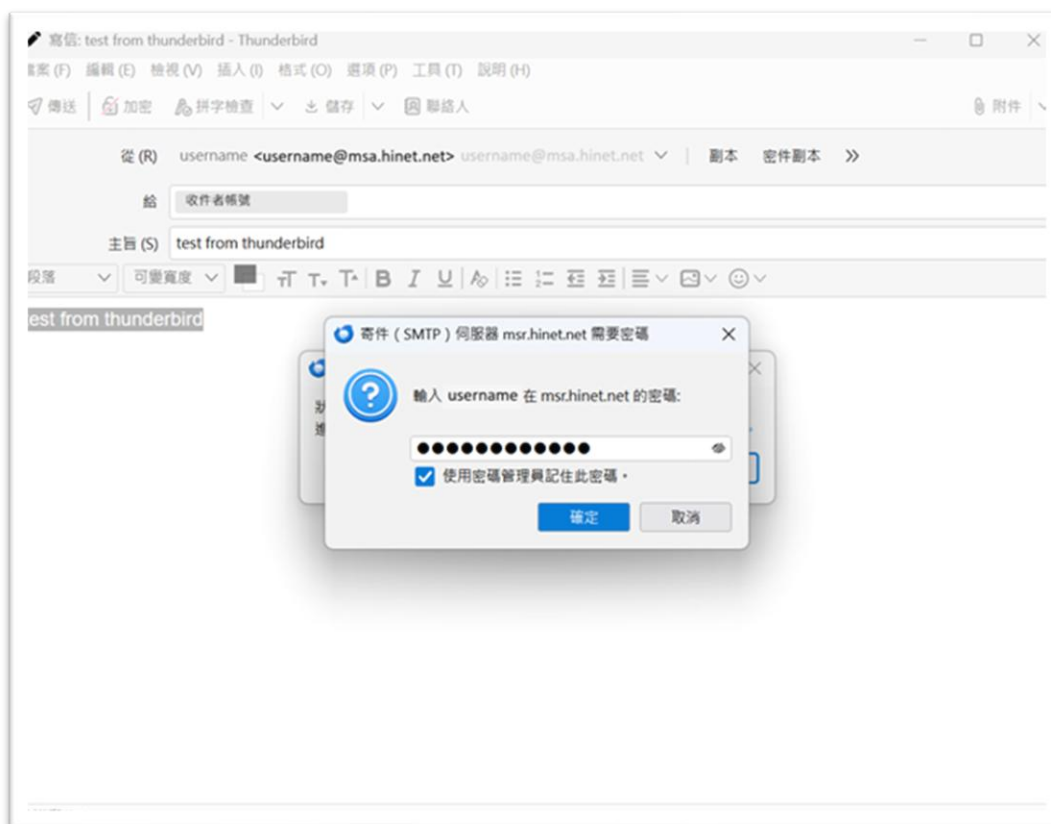 寫信: test from thunderbird - Thunderbird
檔案 (F) 編輯 (E) 檢視 (V) 插入 (I) 格式 (O) 選項 (P) 工具 (T) 說明 (H)
傳送 加密 拼字檢查 儲存 聯絡人 附件
從 (R) username <username@msa.hinet.net> username@msa.hinet.net 副本 密件副本
給 收件者帳號
主旨 (S) test from thunderbird
段落 可變寬度
est from thunderbird
寄件 ( SMTP ) 伺服器 msr.hinet.net 需要密碼
輸入 username 在 msr.hinet.net 的密碼:
使用密碼管理員記住此密碼。
確定 取消